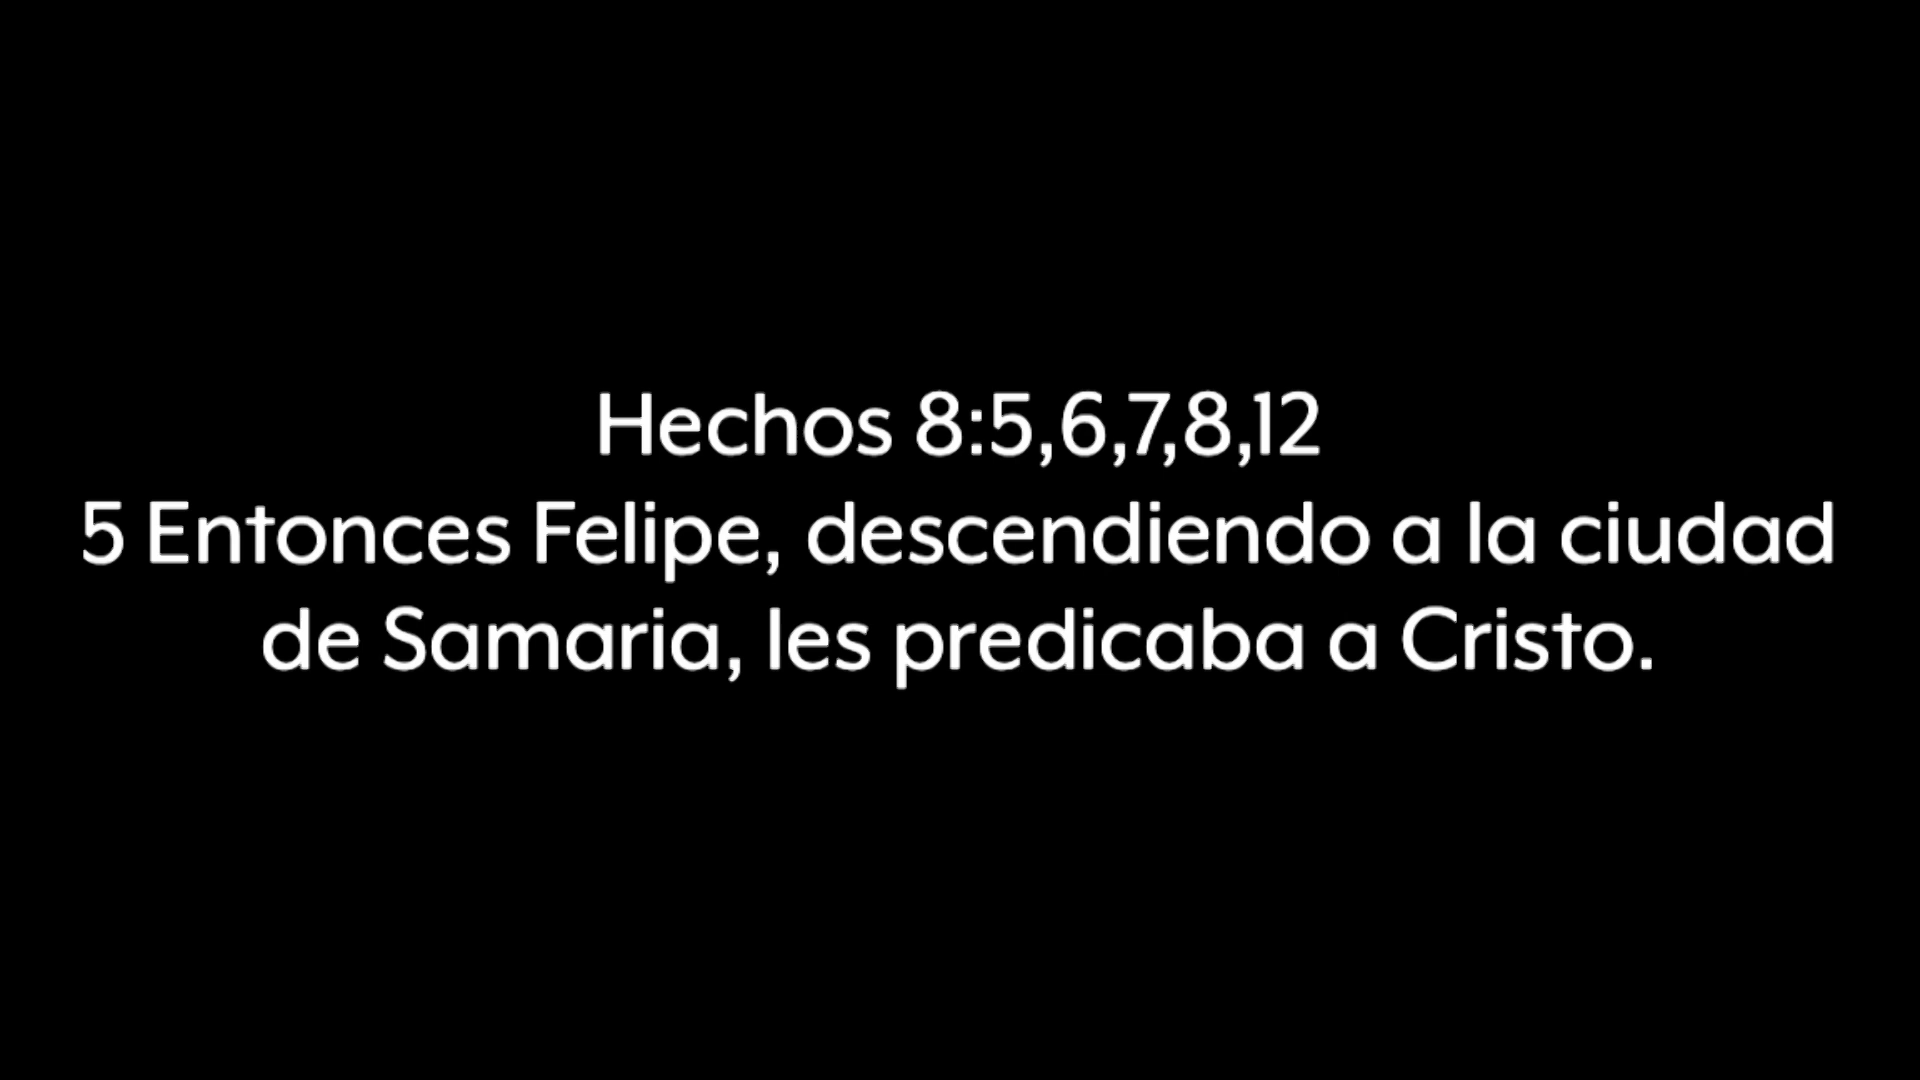 Hechos 8:5,6,7,8,12
5 Entonces Felipe, descendiendo a la ciudad
de Samaria, les predicaba a Cristo.